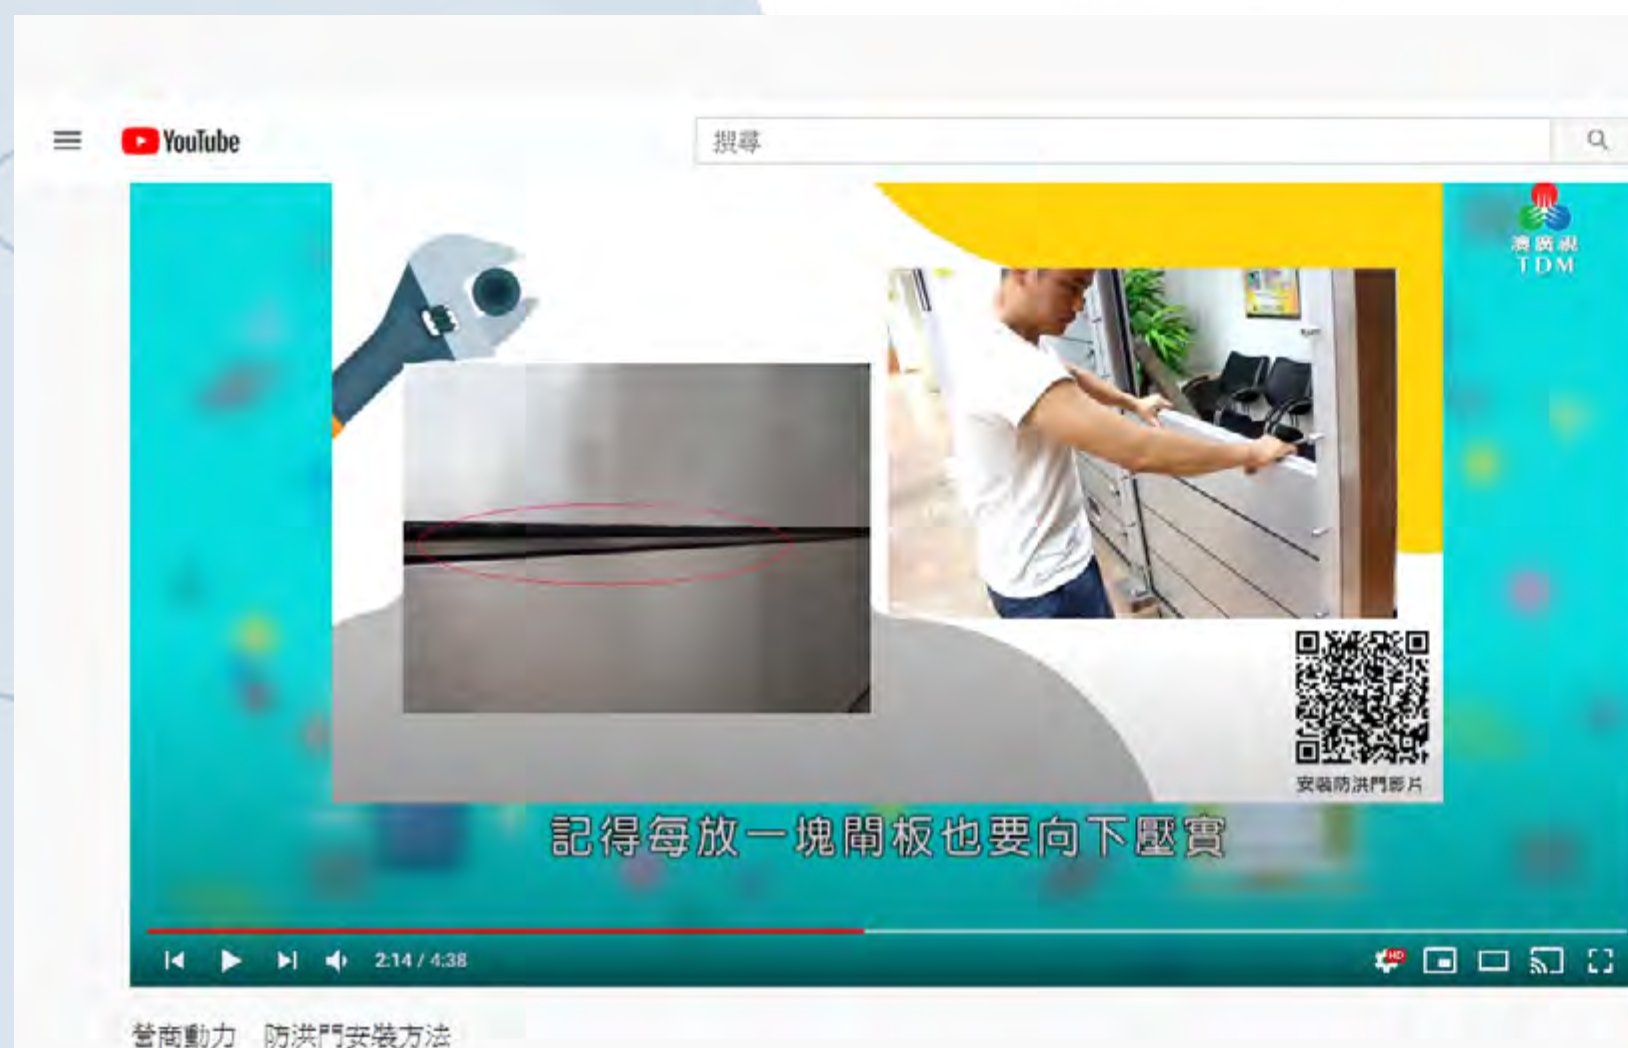 YouTube
搜尋
澳廣視
TDM
安裝防洪門影片
記得每放一塊閘板也要向下壓實
2:14 / 4:38
HD
營商動力 防洪門安裝方法